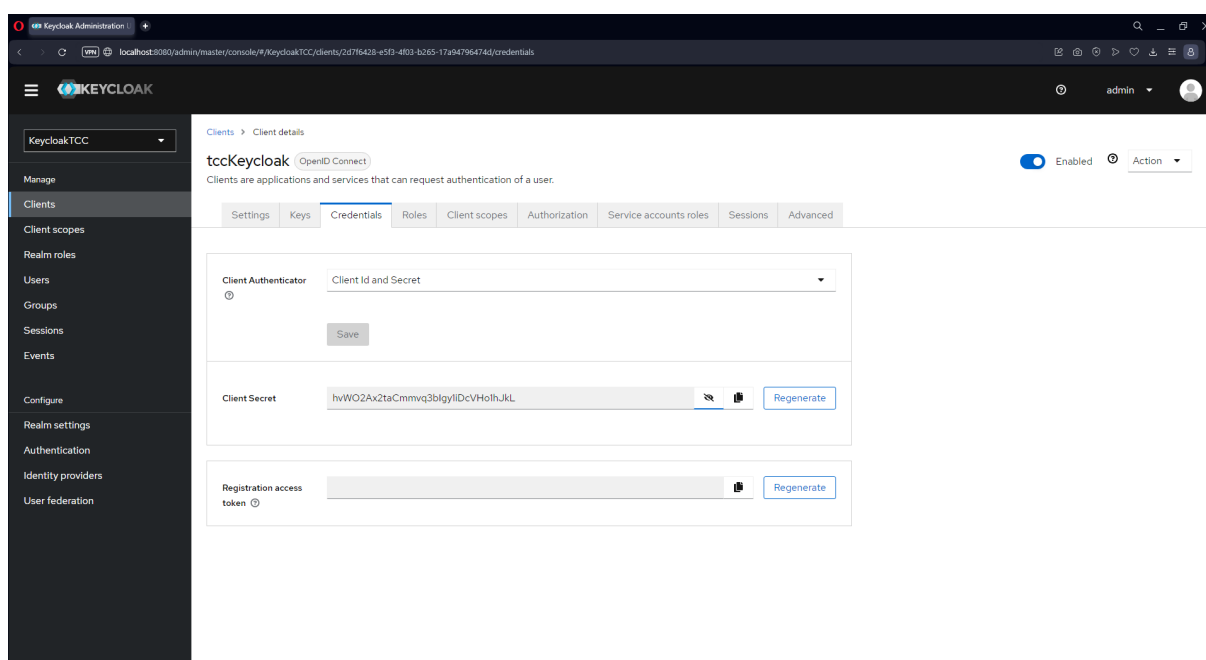 Keycloak Administration U
VPN localhost:8080/admin/master/console/#/KeycloakTCC/clients/2d7f6428-e5f3-4f03-b265-17a94796474d/credentials
KEYCLOAK
admin
KeycloakTCC
Manage
Clients
Client scopes
Realm roles
Users
Groups
Sessions
Events
Configure
Realm settings
Authentication
Identity providers
User federation
Clients > Client details
tccKeycloak OpenID Connect
Enabled Action
Clients are applications and services that can request authentication of a user.
Settings Keys Credentials Roles Client scopes Authorization Service accounts roles Sessions Advanced
Client Authenticator Client Id and Secret
Save
Client Secret hvWO2Ax2taCmmvq3bIgy1iDcVHo1hJkL Regenerate
Registration access Regenerate
token